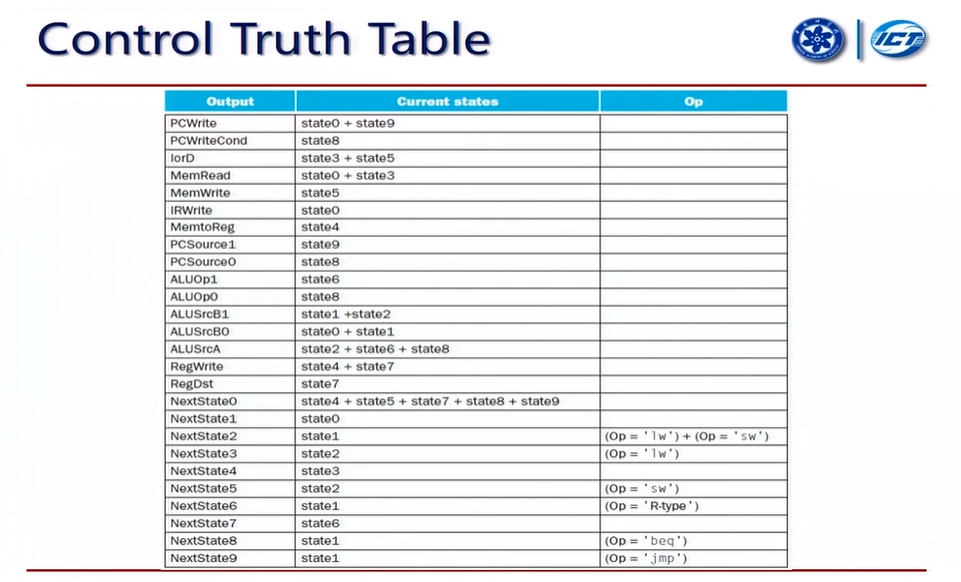 Control Truth Table
ICT
Output Current states Op
PCWrite state0 + state9
PCWriteCond state8
IorD state3 + state5
MemRead state0 + state3
MemWrite state5
IRWrite state0
MemtoReg state4
PCSource1 state9
PCSource0 state8
ALUOp1 state6
ALUOp0 state8
ALUSrcB1 state1 +state2
ALUSrcB0 state0 + state1
ALUSrcA state2 + state6 + state8
RegWrite state4 + state7
RegDst state7
NextState0 state4 + state5 + state7 + state8 + state9
NextState1 state0
NextState2 state1 (Op = 'lw') + (Op = 'sw')
NextState3 state2 (Op = 'lw')
NextState4 state3
NextState5 state2 (Op = 'sw')
NextState6 state1 (Op = 'R-type')
NextState7 state6
NextState8 state1 (Op = 'beq')
NextState9 state1 (Op = 'jmp')